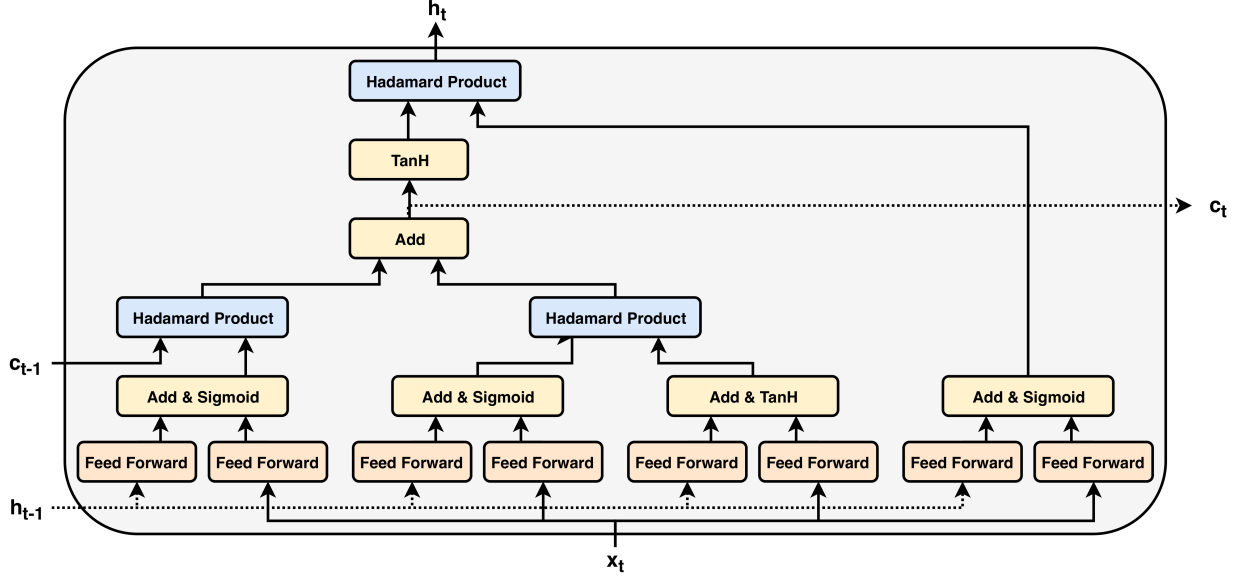 h_t
Hadamard Product
TanH
c_t
Add
Hadamard Product
Hadamard Product
c_t-1
Add & Sigmoid
Add & Sigmoid
Add & TanH
Add & Sigmoid
Feed Forward
Feed Forward
Feed Forward
Feed Forward
Feed Forward
Feed Forward
Feed Forward
Feed Forward
h_t-1
x_t